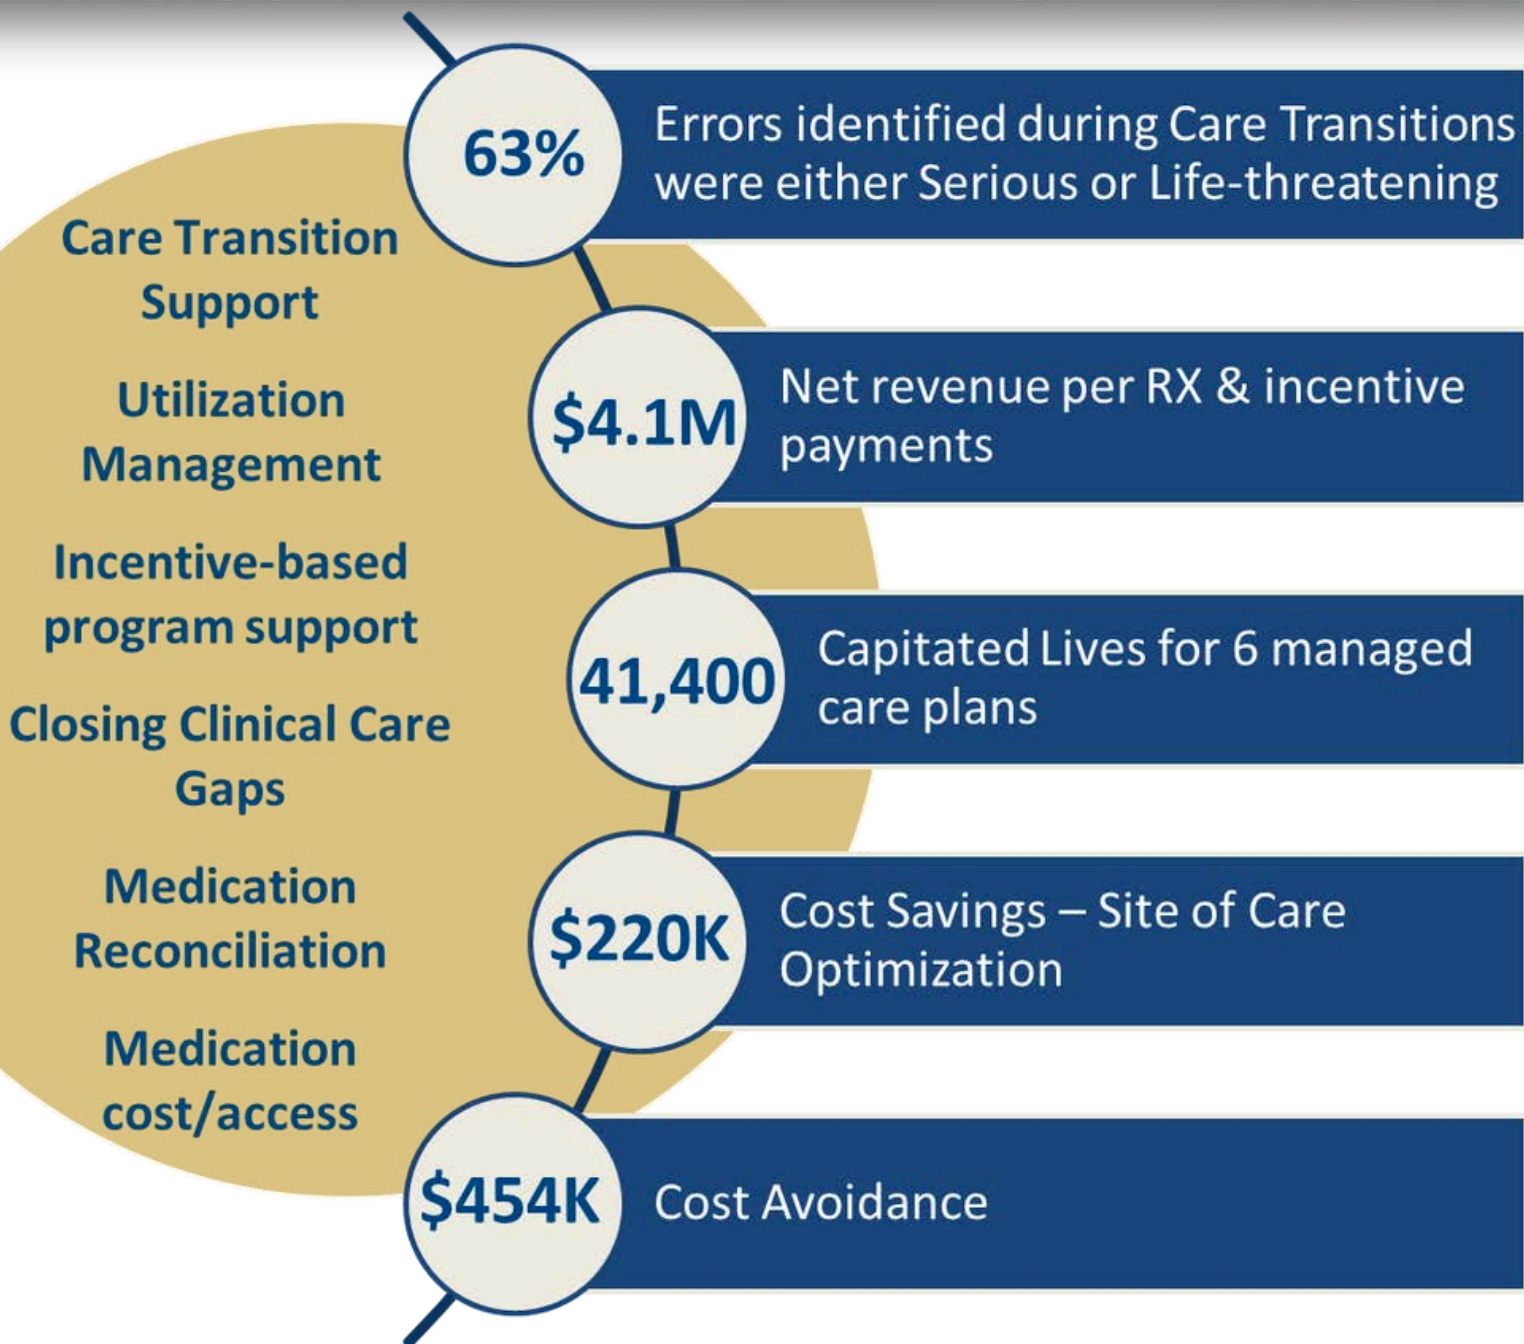 Care Transition
Support
Utilization
Management
Incentive-based
program support
Closing Clinical Care
Gaps
Medication
Reconciliation
Medication
cost/access
63%
Errors identified during Care Transitions
were either Serious or Life-threatening
$4.1M
Net revenue per RX & incentive
payments
41,400
Capitated Lives for 6 managed
care plans
$220K
Cost Savings – Site of Care
Optimization
$454K
Cost Avoidance